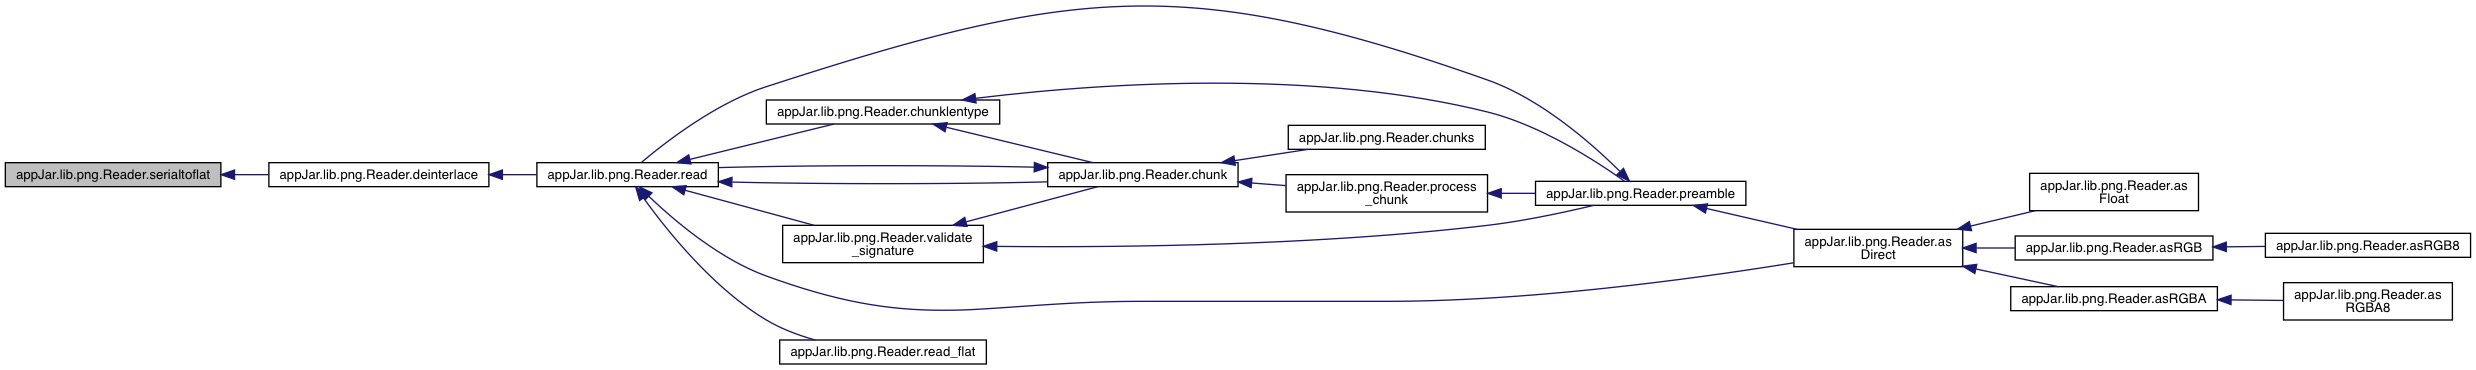 appJar.lib.png.Reader.serialtoflat
appJar.lib.png.Reader.deinterlace
appJar.lib.png.Reader.read
appJar.lib.png.Reader.chunklentype
appJar.lib.png.Reader.validate
_signature
appJar.lib.png.Reader.read_flat
appJar.lib.png.Reader.chunk
appJar.lib.png.Reader.chunks
appJar.lib.png.Reader.process
_chunk
appJar.lib.png.Reader.preamble
appJar.lib.png.Reader.as
Direct
appJar.lib.png.Reader.as
Float
appJar.lib.png.Reader.asRGB
appJar.lib.png.Reader.asRGBA
appJar.lib.png.Reader.asRGB8
appJar.lib.png.Reader.as
RGBA8